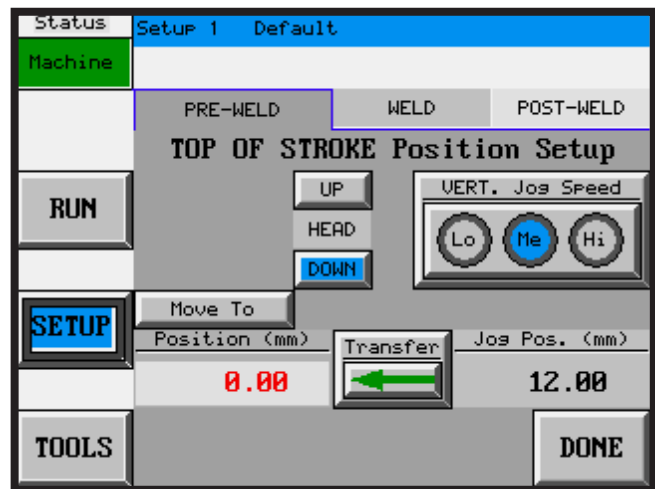 Status
Setup 1 Default
Machine
PRE-WELD
WELD
POST-WELD
TOP OF STROKE Position Setup
RUN
UP
HEAD
DOWN
VERT. Jog Speed
Lo
Me
Hi
SETUP
Move To
Position (mm)
Transfer
Jog Pos. (mm)
0.00
12.00
TOOLS
DONE